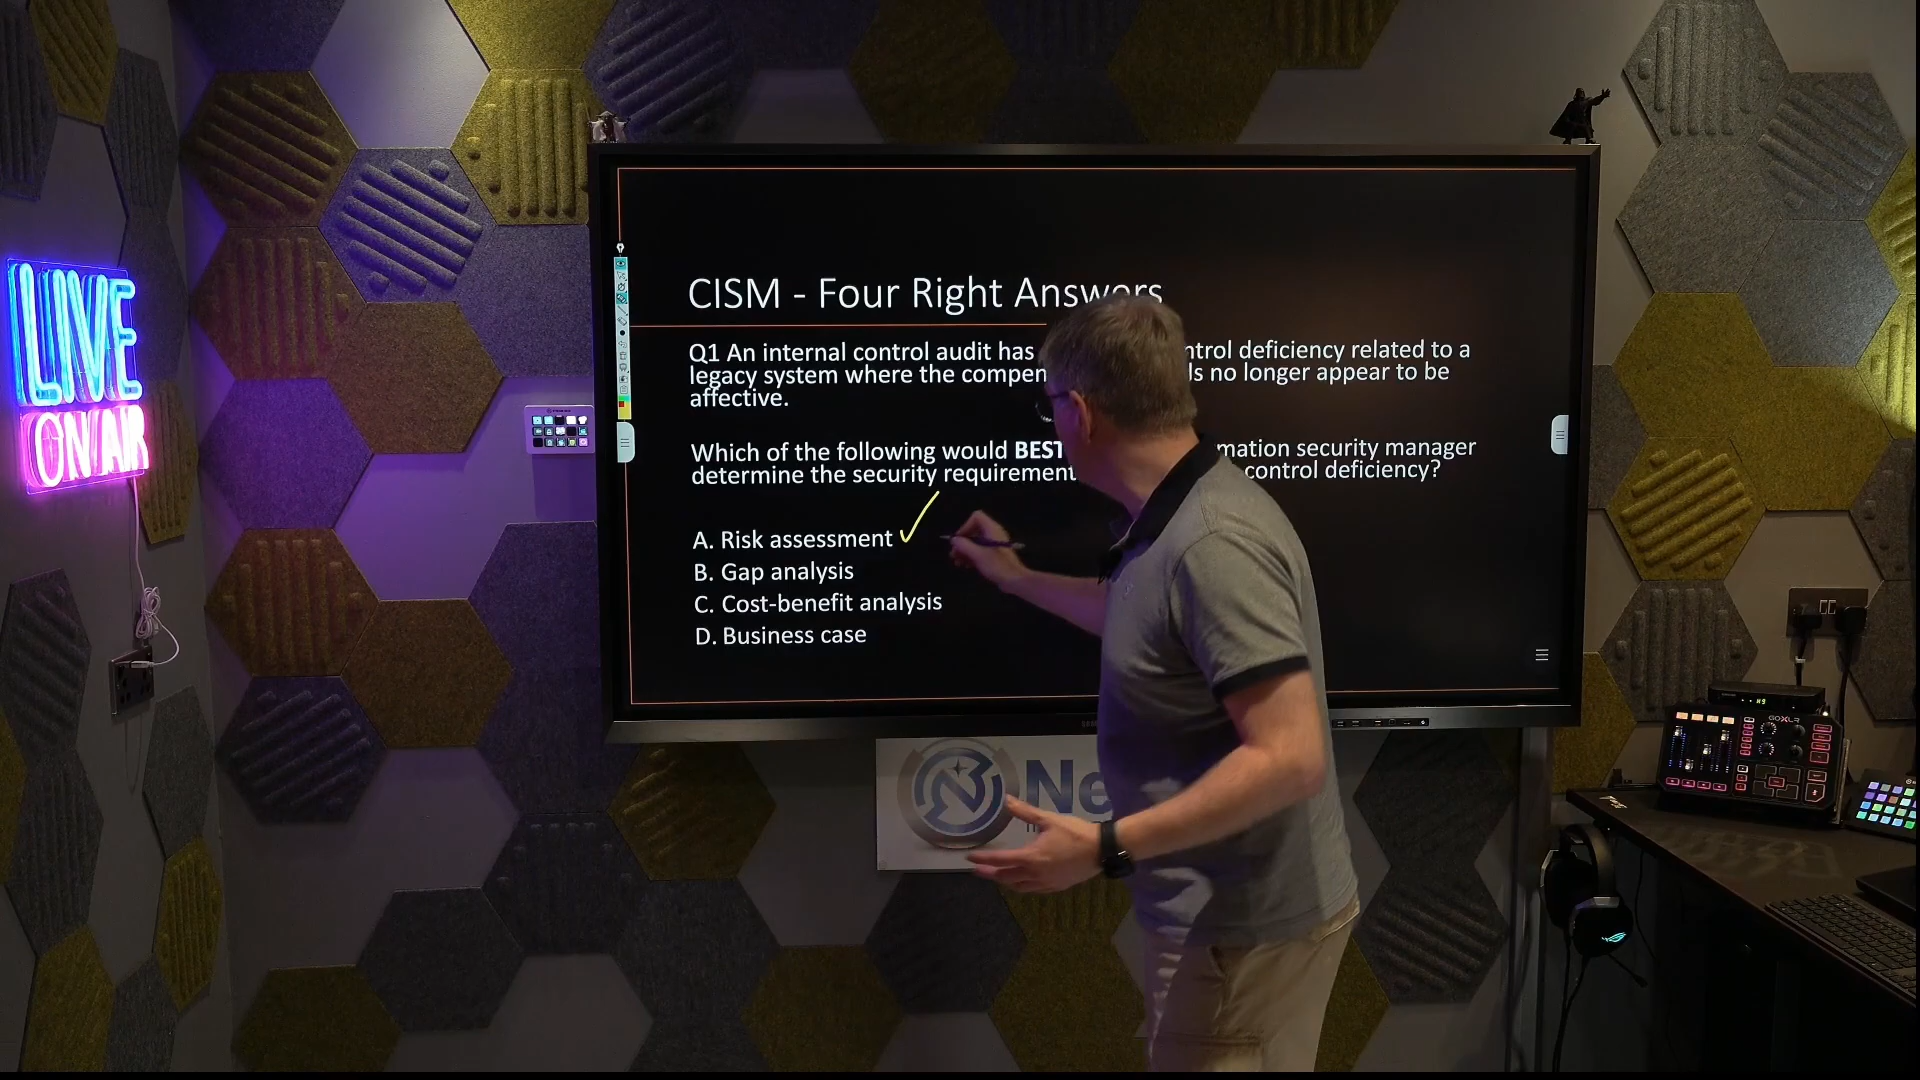 LIVE
ON AIR
CISM - Four Right Answers
Q1 An internal control audit has ntrol deficiency related to a
legacy system where the compen ls no longer appear to be
affective.
Which of the following would BEST mation security manager
determine the security requirement control deficiency?
A. Risk assessment
B. Gap analysis
C. Cost-benefit analysis
D. Business case
Ne
GOXLR